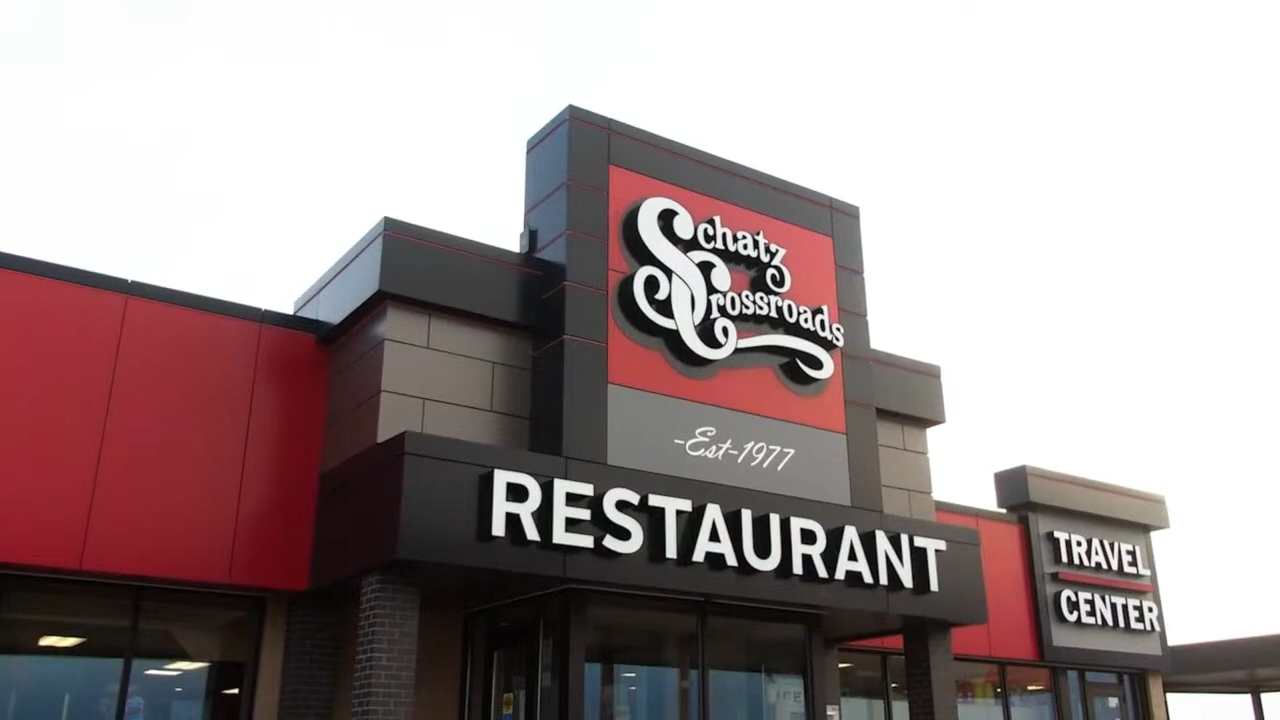 Schatz
Crossroads
-Est-1977
RESTAURANT
TRAVEL
CENTER